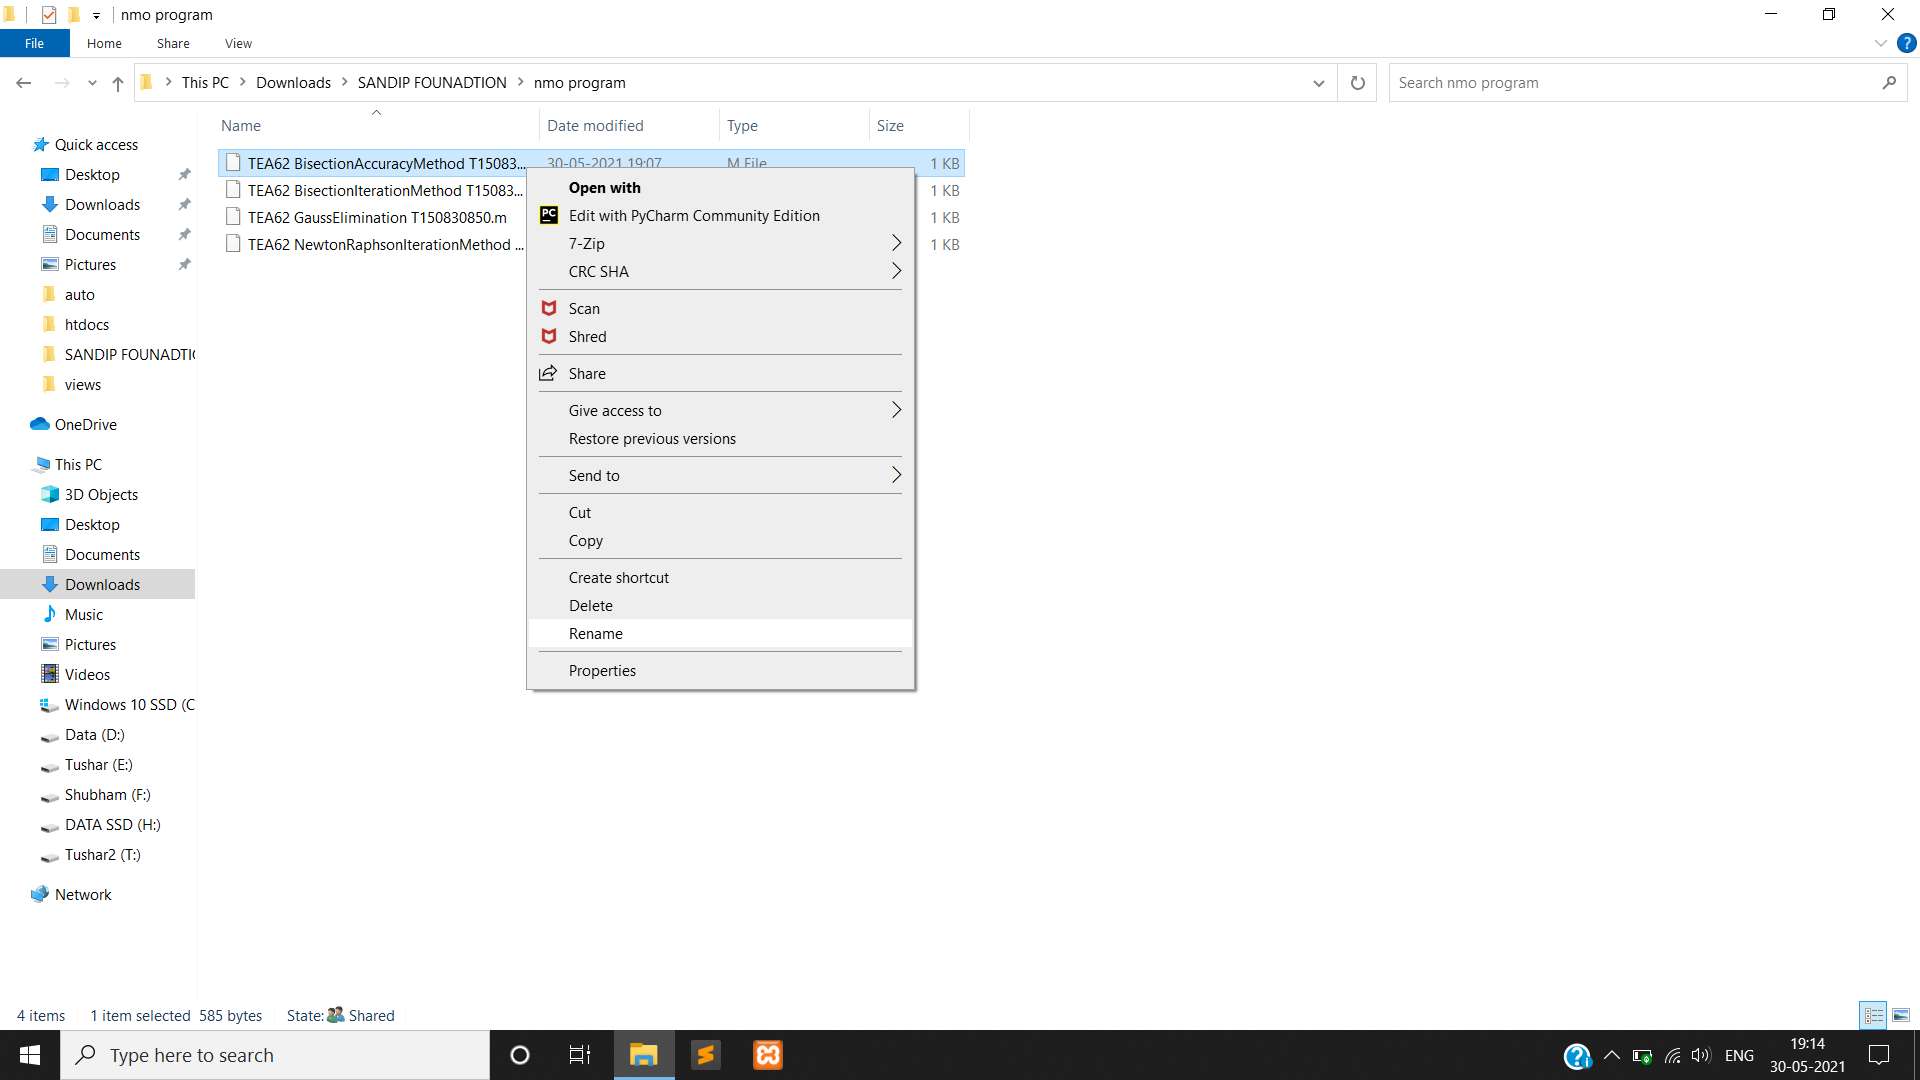 nmo program
File Home Share View
This PC Downloads SANDIP FOUNADTION nmo program
Search nmo program
Name Date modified Type Size
Quick access
Desktop
Downloads
Documents
Pictures
auto
htdocs
SANDIP FOUNADTI
views
OneDrive
This PC
3D Objects
Desktop
Documents
Downloads
Music
Pictures
Videos
Windows 10 SSD (C
Data (D:)
Tushar (E:)
Shubham (F:)
DATA SSD (H:)
Tushar2 (T:)
Network
TEA62 BisectionAccuracyMethod T15083... 30-05-2021 19:07 M File 1 KB
TEA62 BisectionIterationMethod T15083... 1 KB
TEA62 GaussElimination T150830850.m 1 KB
TEA62 NewtonRaphsonIterationMethod ... 1 KB
Open with
PC Edit with PyCharm Community Edition
7-Zip
CRC SHA
Scan
Shred
Share
Give access to
Restore previous versions
Send to
Cut
Copy
Create shortcut
Delete
Rename
Properties
4 items 1 item selected 585 bytes State: Shared
Type here to search
ENG
19:14
30-05-2021